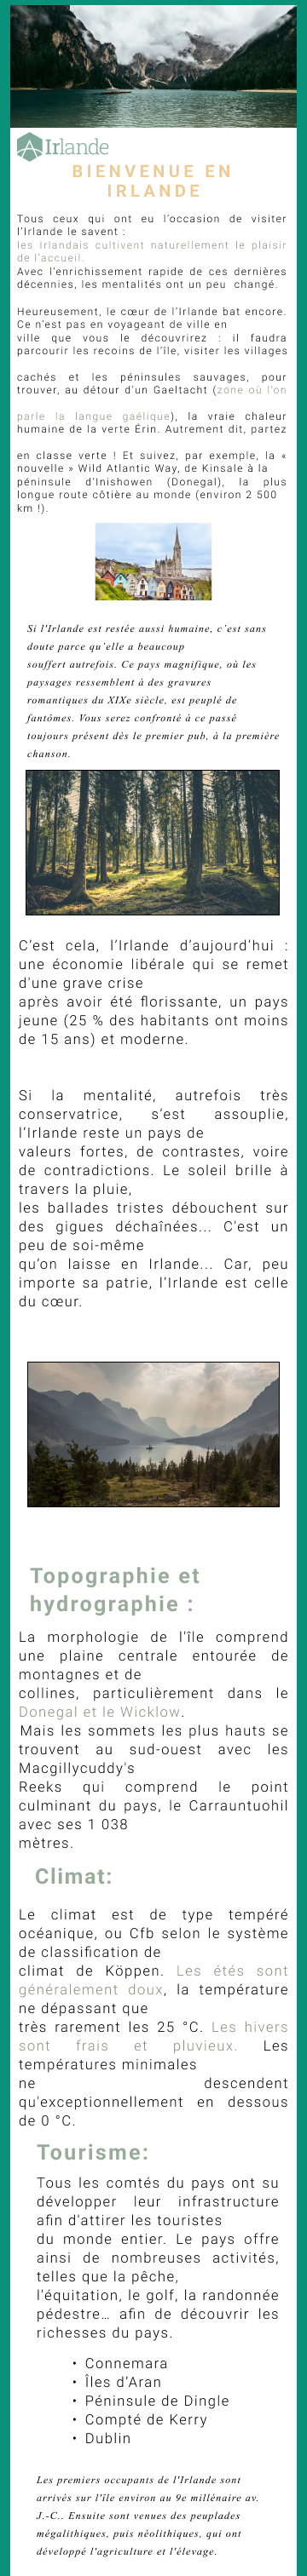 Irlande
BIENVENUE EN
IRLANDE
Tous ceux qui ont eu l'occasion de visiter
l'Irlande le savent :
les Irlandais cultivent naturellement le plaisir
de l'accueil.
Avec l'enrichissement rapide de ces dernières
décennies, les mentalités ont un peu changé.
Heureusement, le cœur de l'Irlande bat encore.
Ce n'est pas en voyageant de ville en
ville que vous le découvrirez : il faudra
parcourir les recoins de l'île, visiter les villages
cachés et les péninsules sauvages, pour
trouver, au détour d'un Gaeltacht (zone où l'on
parle la langue gaélique), la vraie chaleur
humaine de la verte Érin. Autrement dit, partez
en classe verte ! Et suivez, par exemple, la «
nouvelle » Wild Atlantic Way, de Kinsale à la
péninsule d'Inishowen (Donegal), la plus
longue route côtière au monde (environ 2 500
km !).
Si l'Irlande est restée aussi humaine, c'est sans
doute parce qu'elle a beaucoup
souffert autrefois. Ce pays magnifique, où les
paysages ressemblent à des gravures
romantiques du XIXe siècle, est peuplé de
fantômes. Vous serez confronté à ce passé
toujours présent dès le premier pub, à la première
chanson.
C'est cela, l'Irlande d'aujourd'hui :
une économie libérale qui se remet
d'une grave crise
après avoir été florissante, un pays
jeune (25 % des habitants ont moins
de 15 ans) et moderne.
Si la mentalité, autrefois très
conservatrice, s'est assouplie,
l'Irlande reste un pays de
valeurs fortes, de contrastes, voire
de contradictions. Le soleil brille à
travers la pluie,
les ballades tristes débouchent sur
des gigues déchaînées... C'est un
peu de soi-même
qu'on laisse en Irlande... Car, peu
importe sa patrie, l'Irlande est celle
du cœur.
Topographie et
hydrographie :
La morphologie de l'île comprend
une plaine centrale entourée de
montagnes et de
collines, particulièrement dans le
Donegal et le Wicklow.
Mais les sommets les plus hauts se
trouvent au sud-ouest avec les
Macgillycuddy's
Reeks qui comprend le point
culminant du pays, le Carrauntuohil
avec ses 1 038
mètres.
Climat:
Le climat est de type tempéré
océanique, ou Cfb selon le système
de classification de
climat de Köppen. Les étés sont
généralement doux, la température
ne dépassant que
très rarement les 25 °C. Les hivers
sont frais et pluvieux. Les
températures minimales
ne descendent
qu'exceptionnellement en dessous
de 0 °C.
Tourisme:
Tous les comtés du pays ont su
développer leur infrastructure
afin d'attirer les touristes
du monde entier. Le pays offre
ainsi de nombreuses activités,
telles que la pêche,
l'équitation, le golf, la randonnée
pédestre… afin de découvrir les
richesses du pays.
• Connemara
• Îles d'Aran
• Péninsule de Dingle
• Compté de Kerry
• Dublin
Les premiers occupants de l'Irlande sont
arrivés sur l'île environ au 9e millénaire av.
J.-C.. Ensuite sont venues des peuplades
mégalithiques, puis néolithiques, qui ont
développé l'agriculture et l'élevage.